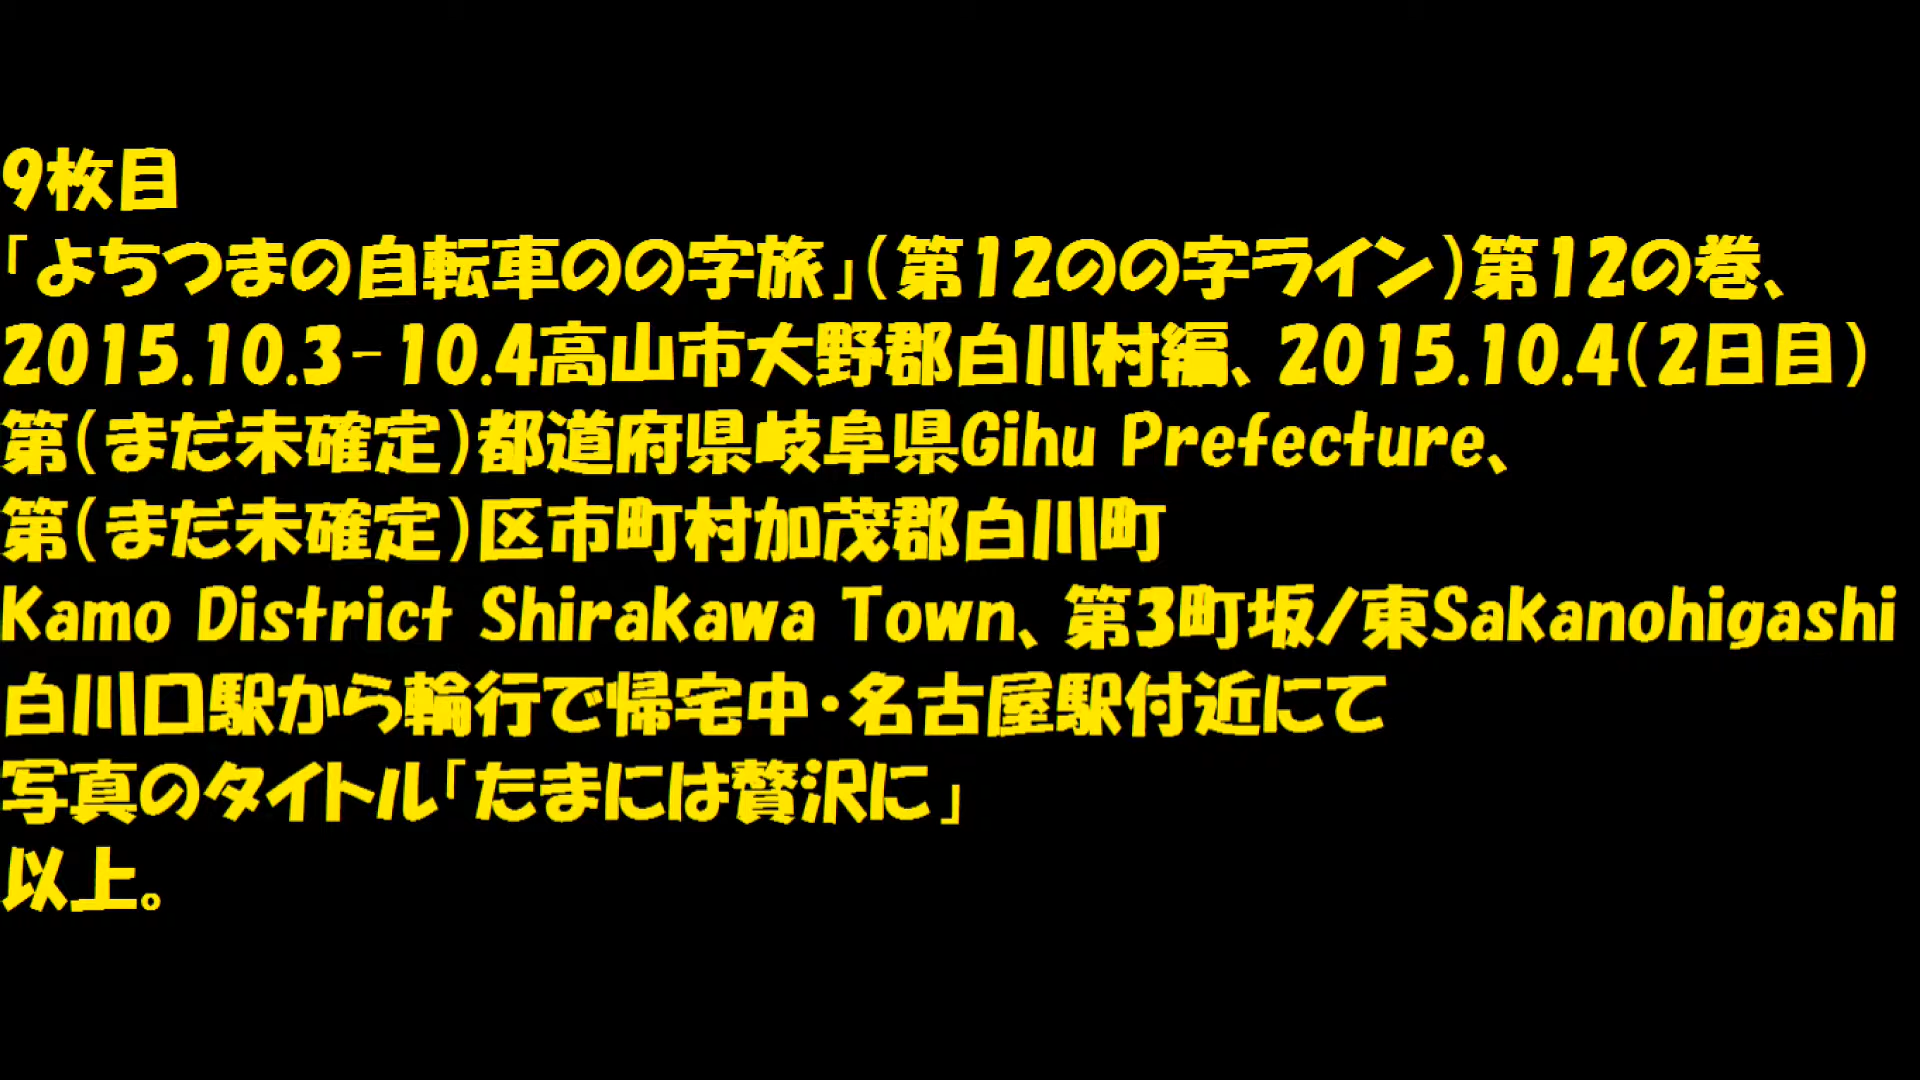 9枚目
「よちつまの自転車のの字旅」(第12のの字ライン)第12の巻、
2015.10.3-10.4高山市大野郡白川村編、2015.10.4(2日目)
第(まだ未確定)都道府県岐阜県Gihu Prefecture、
第(まだ未確定)区市町村加茂郡白川町
Kamo District Shirakawa Town、第3町坂ノ東Sakanohigashi
白川口駅から輪行で帰宅中・名古屋駅付近にて
写真のタイトル「たまには贅沢に」
以上。